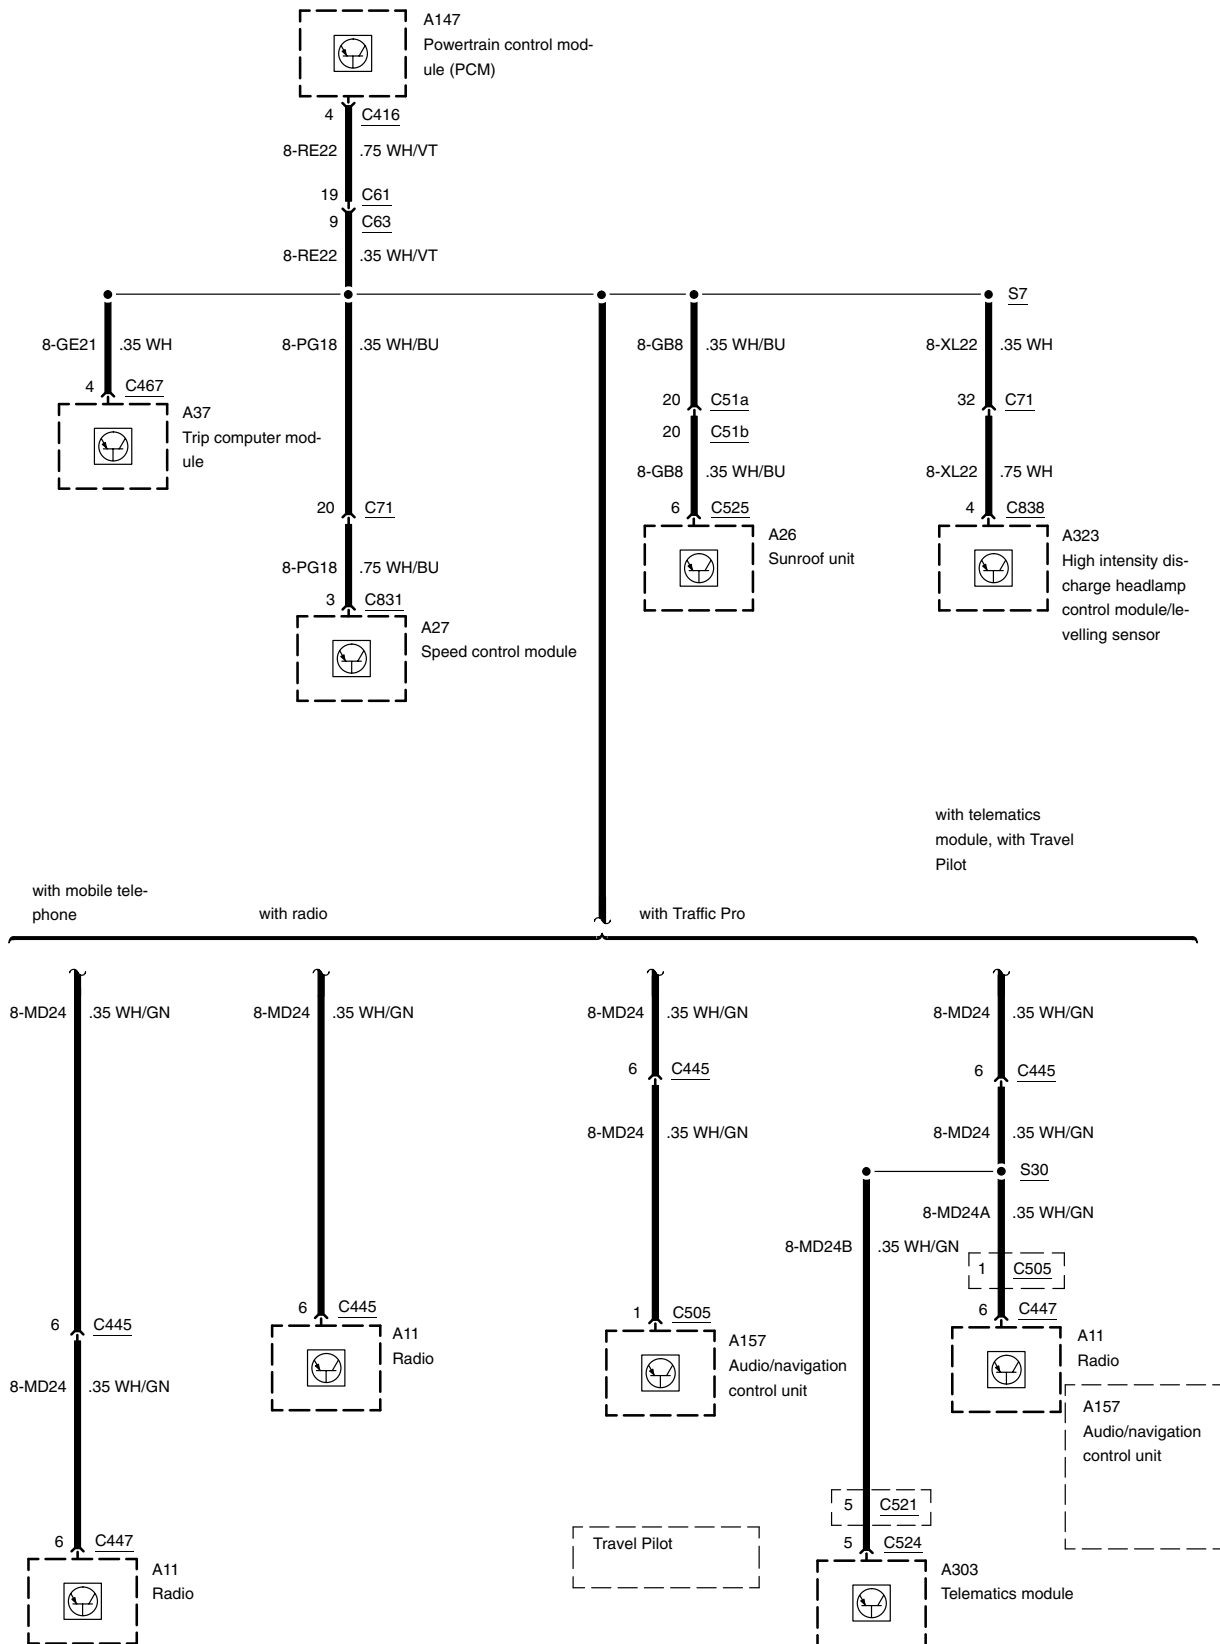 A147
Powertrain control mod-
ule (PCM)
4 C416
8-RE22 .75 WH/VT
19 C61
9 C63
8-RE22 .35 WH/VT
S7
8-GE21 .35 WH
8-PG18 .35 WH/BU
8-GB8 .35 WH/BU
8-XL22 .35 WH
4 C467
A37
Trip computer mod-
ule
20 C51a
20 C51b
32 C71
8-GB8 .35 WH/BU
8-XL22 .75 WH
20 C71
6 C525
4 C838
A26
Sunroof unit
A323
High intensity dis-
charge headlamp
control module/le-
velling sensor
8-PG18 .75 WH/BU
3 C831
A27
Speed control module
with telematics
module, with Travel
Pilot
with mobile tele-
phone
with radio
with Traffic Pro
8-MD24 .35 WH/GN
8-MD24 .35 WH/GN
8-MD24 .35 WH/GN
8-MD24 .35 WH/GN
6 C445
6 C445
8-MD24 .35 WH/GN
8-MD24 .35 WH/GN
S30
8-MD24A .35 WH/GN
8-MD24B .35 WH/GN
1 C505
6 C445
6 C445
1 C505
6 C447
A11
Radio
A157
Audio/navigation
control unit
A11
Radio
8-MD24 .35 WH/GN
A157
Audio/navigation
control unit
5 C521
Travel Pilot
6 C447
5 C524
A11
Radio
A303
Telematics module